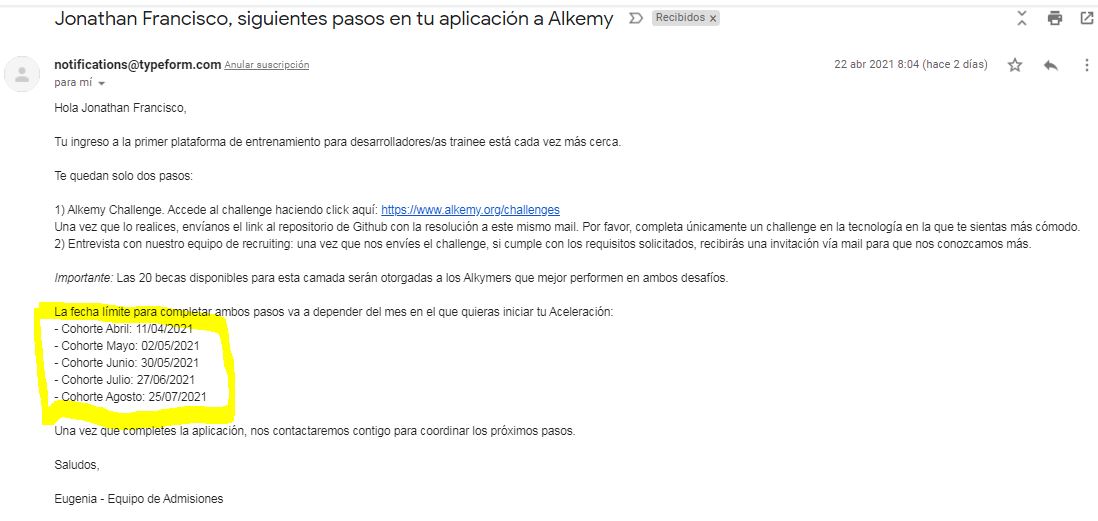 Jonathan Francisco, siguientes pasos en tu aplicación a Alkemy Recibidos x
notifications@typeform.com Anular suscripción 22 abr 2021 8:04 (hace 2 días)
para mí
Hola Jonathan Francisco,
Tu ingreso a la primer plataforma de entrenamiento para desarrolladores/as trainee está cada vez más cerca.
Te quedan solo dos pasos:
1) Alkemy Challenge. Accede al challenge haciendo click aquí: https://www.alkemy.org/challenges
Una vez que lo realices, envíanos el link al repositorio de Github con la resolución a este mismo mail. Por favor, completa únicamente un challenge en la tecnología en la que te sientas más cómodo.
2) Entrevista con nuestro equipo de recruiting: una vez que nos envíes el challenge, si cumple con los requisitos solicitados, recibirás una invitación vía mail para que nos conozcamos más.
Importante: Las 20 becas disponibles para esta camada serán otorgadas a los Alkymers que mejor performen en ambos desafíos.
La fecha límite para completar ambos pasos va a depender del mes en el que quieras iniciar tu Aceleración:
- Cohorte Abril: 11/04/2021
- Cohorte Mayo: 02/05/2021
- Cohorte Junio: 30/05/2021
- Cohorte Julio: 27/06/2021
- Cohorte Agosto: 25/07/2021
Una vez que completes la aplicación, nos contactaremos contigo para coordinar los próximos pasos.
Saludos,
Eugenia - Equipo de Admisiones